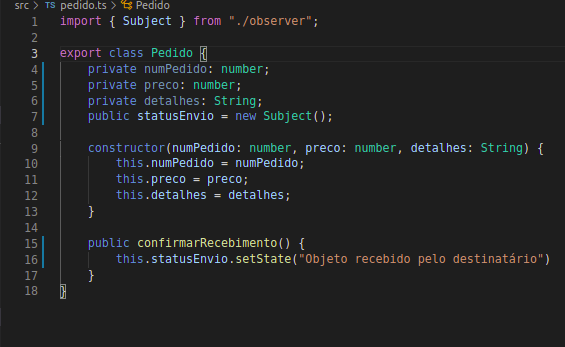 src > TS pedido.ts > Pedido
1 import { Subject } from "./observer";
2
3 export class Pedido {
4 private numPedido: number;
5 private preco: number;
6 private detalhes: String;
7 public statusEnvio = new Subject();
8
9 constructor(numPedido: number, preco: number, detalhes: String) {
10 this.numPedido = numPedido;
11 this.preco = preco;
12 this.detalhes = detalhes;
13 }
14
15 public confirmarRecebimento() {
16 this.statusEnvio.setState("Objeto recebido pelo destinatário")
17 }
18 }